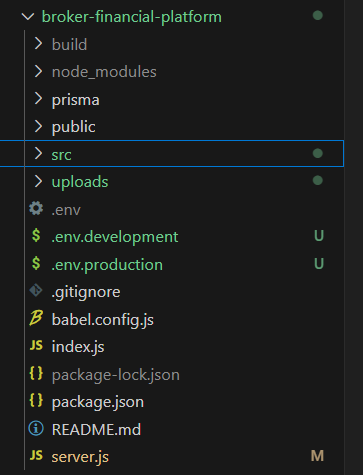 broker-financial-platform
build
node_modules
prisma
public
src
uploads
.env
$ .env.development U
$ .env.production U
.gitignore
B babel.config.js
JS index.js
{} package-lock.json
{} package.json
README.md
JS server.js M